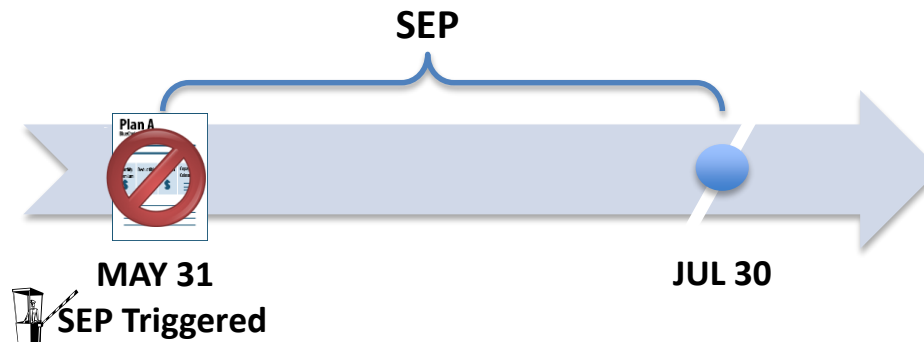 SEP
Plan A
$ $
MAY 31
JUL 30
SEP Triggered